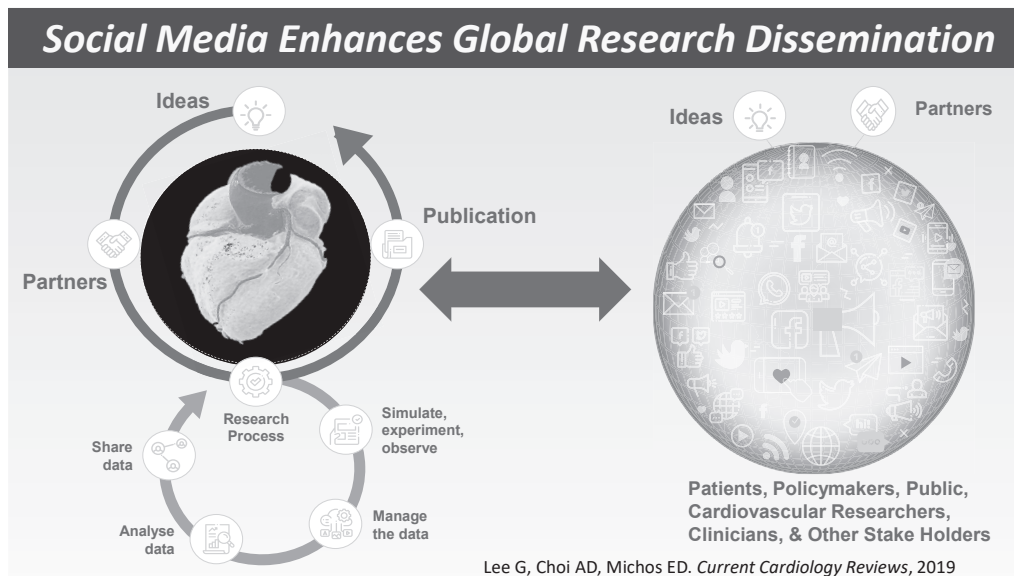 Social Media Enhances Global Research Dissemination
Ideas
Partners
Publication
Research
Process
Simulate,
experiment,
observe
Manage
the data
Analyse
data
Share
data
Ideas
Partners
hi!
Patients, Policymakers, Public,
Cardiovascular Researchers,
Clinicians, & Other Stake Holders
Lee G, Choi AD, Michos ED. Current Cardiology Reviews, 2019